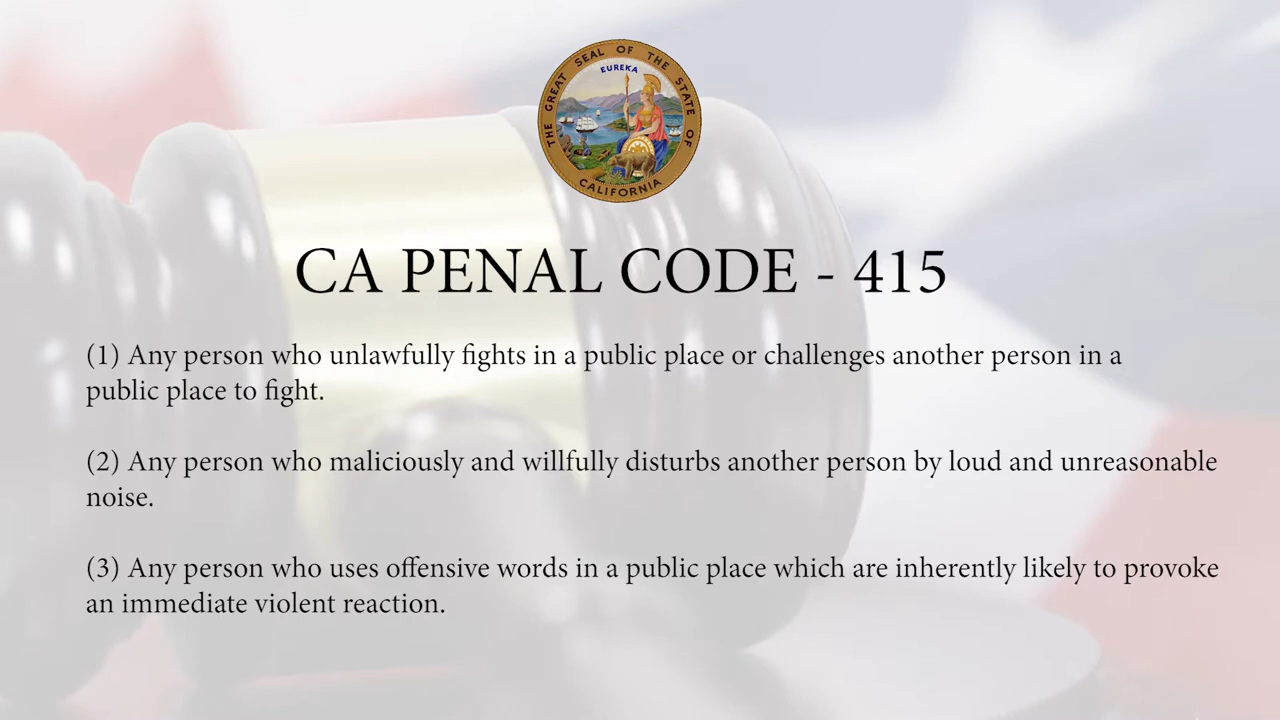 THE GREAT SEAL OF THE STATE OF CALIFORNIA
EUREKA
CA PENAL CODE - 415
(1) Any person who unlawfully fights in a public place or challenges another person in a
public place to fight.
(2) Any person who maliciously and willfully disturbs another person by loud and unreasonable
noise.
(3) Any person who uses offensive words in a public place which are inherently likely to provoke
an immediate violent reaction.